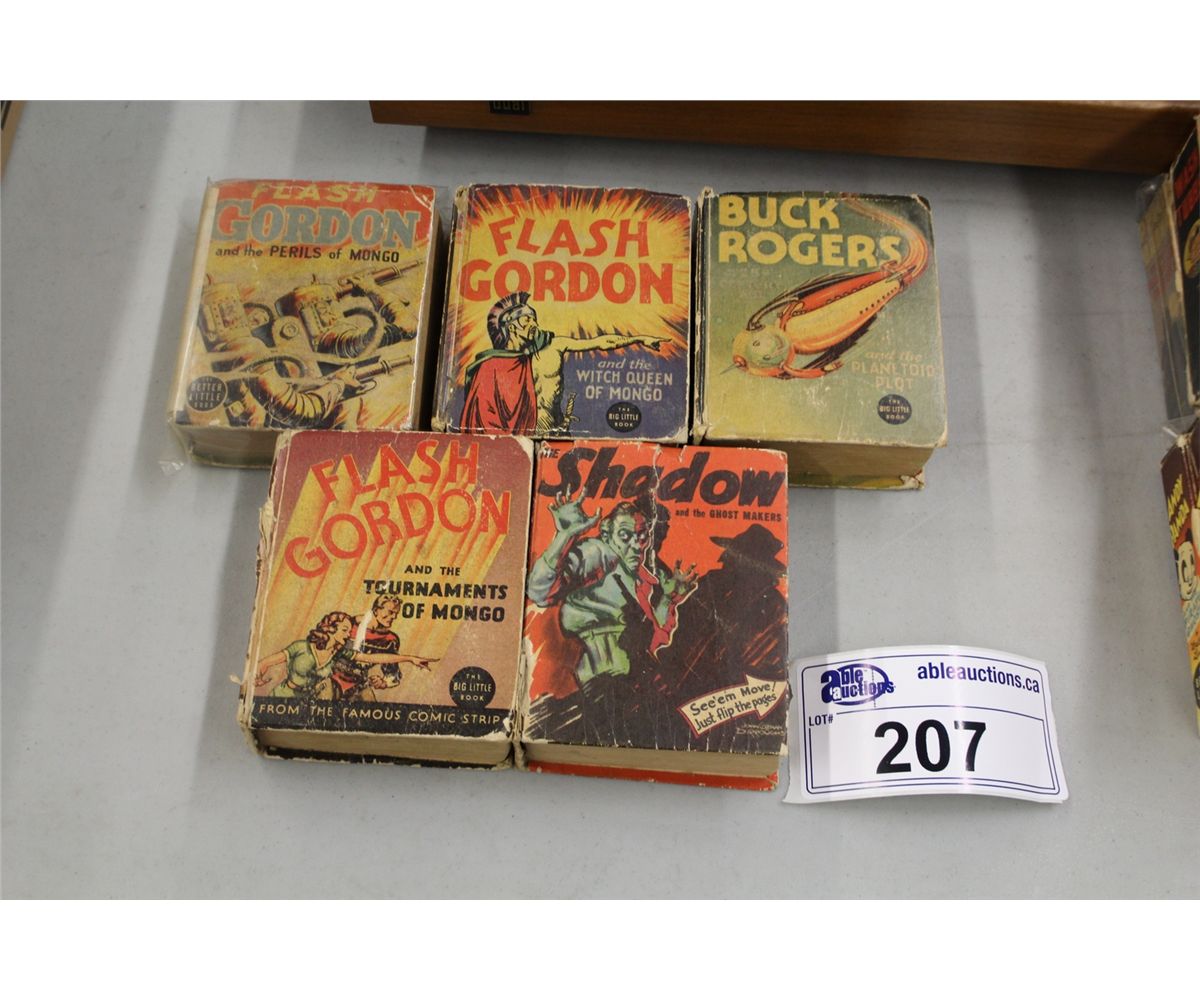 dual
FLASH
GORDON
and the PERILS of MONGO
THE
BETTER
LITTLE
BOOK
FLASH
GORDON
and the
WITCH QUEEN
OF MONGO
THE
BIG LITTLE
BOOK
BUCK
ROGERS
and the
PLANETOID
PLOT
THE
BIG LITTLE
BOOK
FLASH
GORDON
AND THE
TOURNAMENTS
OF MONGO
THE
BIG LITTLE
BOOK
FROM THE FAMOUS COMIC STRIP
THE
Shadow
and the GHOST MAKERS
See'em Move!
Just flip the pages
able
auctions
ableauctions.ca
LOT#
207